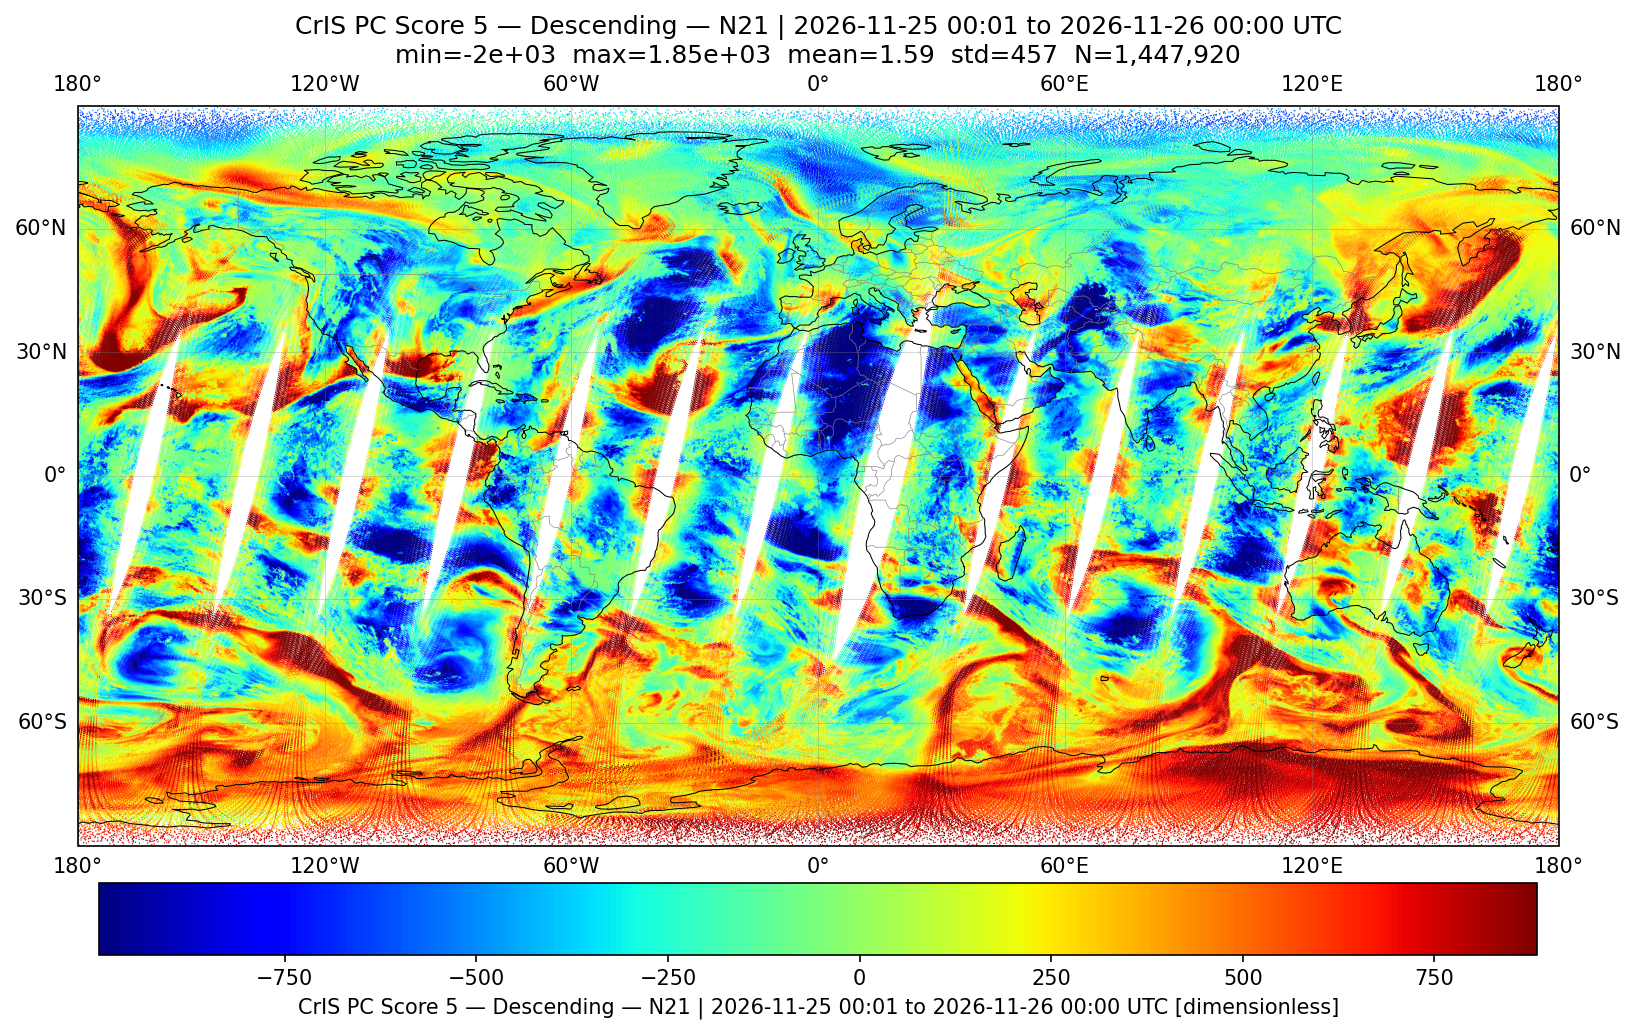 CrIS PC Score 5 — Descending — N21 | 2026-11-25 00:01 to 2026-11-26 00:00 UTC
min=-2e+03  max=1.85e+03  mean=1.59  std=457  N=1,447,920
180° 120°W 60°W 0° 60°E 120°E 180°
60°N 60°N
30°N 30°N
0° 0°
30°S 30°S
60°S 60°S
180° 120°W 60°W 0° 60°E 120°E 180°
−750 −500 −250 0 250 500 750
CrIS PC Score 5 — Descending — N21 | 2026-11-25 00:01 to 2026-11-26 00:00 UTC [dimensionless]